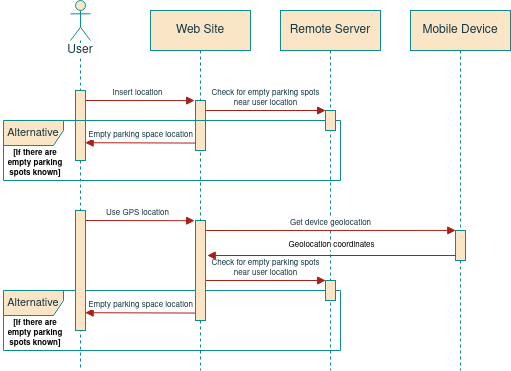 User
Web Site
Remote Server
Mobile Device
Insert location
Check for empty parking spots
near user location
Alternative
Empty parking space location
[If there are
empty parking
spots known]
Use GPS location
Get device geolocation
Geolocation coordinates
Check for empty parking spots
near user location
Alternative
Empty parking space location
[If there are
empty parking
spots known]